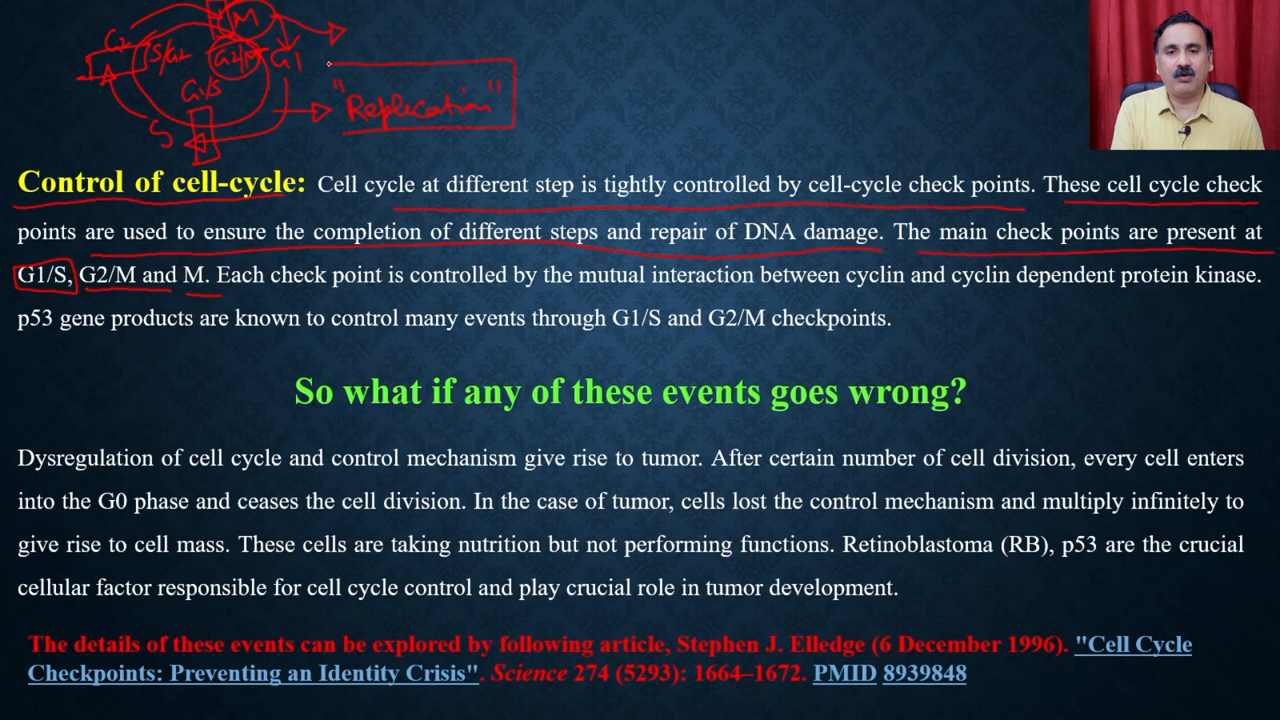 M
G2
S/G2
G2/M
G1
G1/S
"Replication"
S
Control of cell-cycle: Cell cycle at different step is tightly controlled by cell-cycle check points. These cell cycle check
points are used to ensure the completion of different steps and repair of DNA damage. The main check points are present at
G1/S, G2/M and M. Each check point is controlled by the mutual interaction between cyclin and cyclin dependent protein kinase.
p53 gene products are known to control many events through G1/S and G2/M checkpoints.
So what if any of these events goes wrong?
Dysregulation of cell cycle and control mechanism give rise to tumor. After certain number of cell division, every cell enters
into the G0 phase and ceases the cell division. In the case of tumor, cells lost the control mechanism and multiply infinitely to
give rise to cell mass. These cells are taking nutrition but not performing functions. Retinoblastoma (RB), p53 are the crucial
cellular factor responsible for cell cycle control and play crucial role in tumor development.
The details of these events can be explored by following article, Stephen J. Elledge (6 December 1996). "Cell Cycle
Checkpoints: Preventing an Identity Crisis". Science 274 (5293): 1664–1672. PMID 8939848